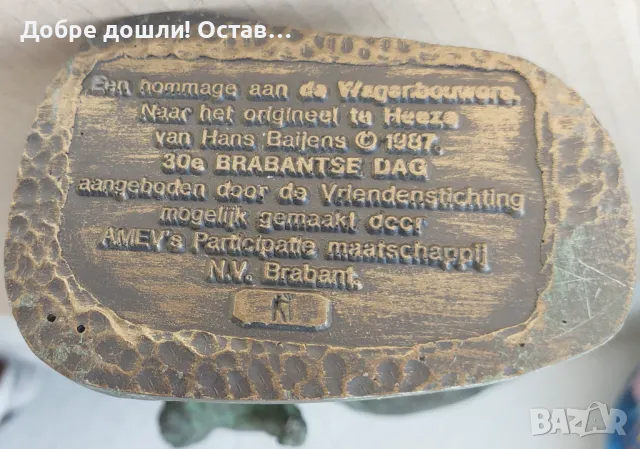 Добре дошли! Остав...
Een hommage aan de Wagenbouwers.
Naar het origineel te Heeze
van Hans Baijens © 1987.
30e BRABANTSE DAG
aangeboden door de Vriendenstichting
mogelijk gemaakt door
AMEV's Participatie maatschappij
N.V. Brabant.
BAZAR
bg